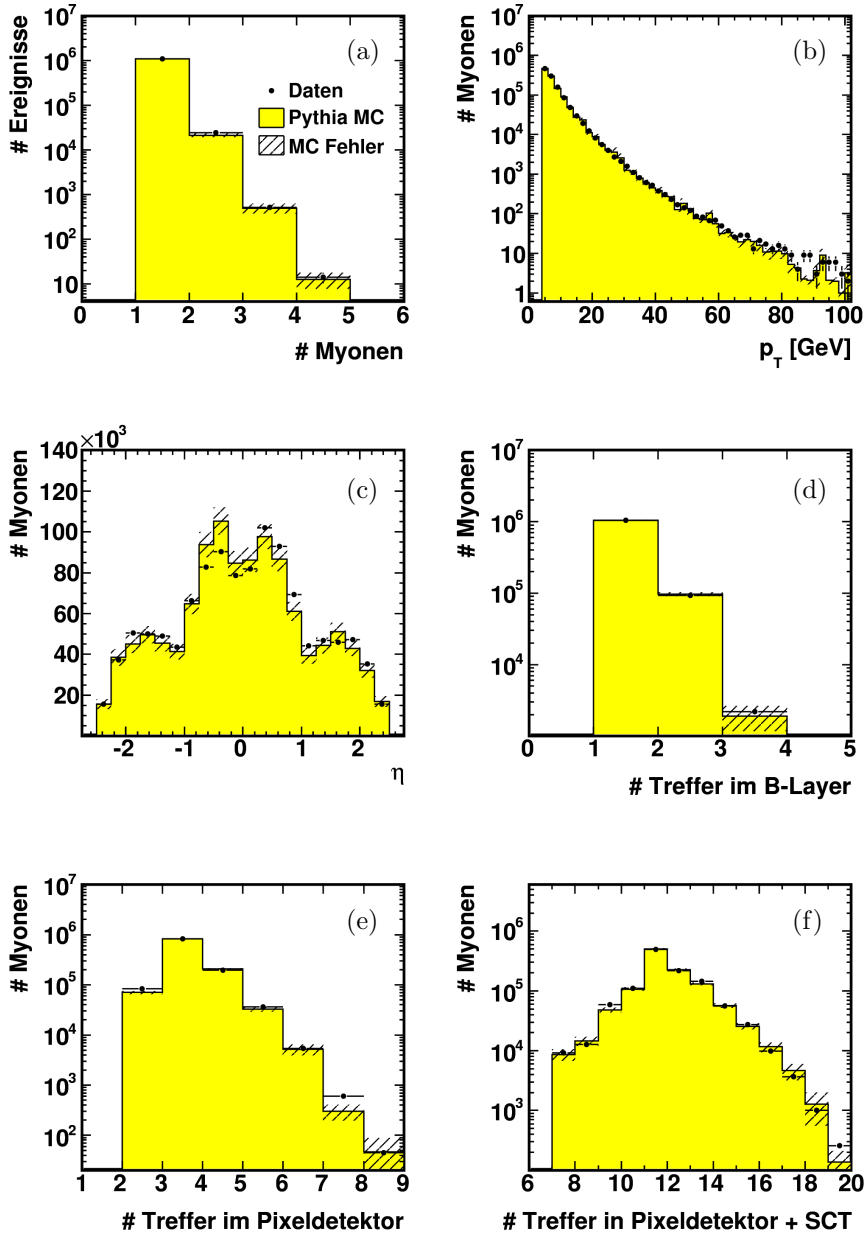 # Ereignisse
10^7
10^6
10^5
10^4
10^3
10^2
10
(a)
Daten
Pythia MC
MC Fehler
0 1 2 3 4 5 6
# Myonen
# Myonen
10^7
10^6
10^5
10^4
10^3
10^2
10
1
(b)
0 20 40 60 80 100
p_T [GeV]
# Myonen
×10^3
140
120
100
80
60
40
20
(c)
-2 -1 0 1 2
η
# Myonen
10^7
10^6
10^5
10^4
(d)
0 1 2 3 4 5
# Treffer im B-Layer
# Myonen
10^7
10^6
10^5
10^4
10^3
10^2
(e)
1 2 3 4 5 6 7 8 9
# Treffer im Pixeldetektor
# Myonen
10^6
10^5
10^4
10^3
(f)
6 8 10 12 14 16 18 20
# Treffer in Pixeldetektor + SCT